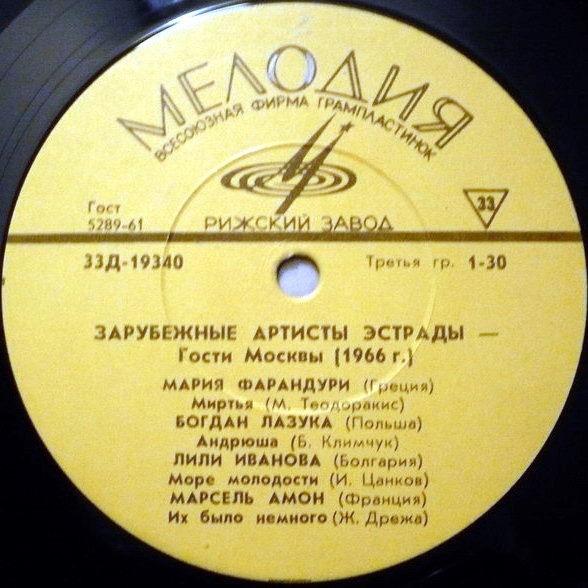 МЕЛОДИЯ
ВСЕСОЮЗНАЯ ФИРМА ГРАМПЛАСТИНОК
Гост
5289-61
РИЖСКИЙ ЗАВОД
33
33Д-19340
Третья гр. 1-30
ЗАРУБЕЖНЫЕ АРТИСТЫ ЭСТРАДЫ —
Гости Москвы (1966 г.)
МАРИЯ ФАРАНДУРИ (Греция)
Миртья (М. Теодоракис)
БОГДАН ЛАЗУКА (Польша)
Андрюша (Б. Климчук)
ЛИЛИ ИВАНОВА (Болгария)
Море молодости (И. Цанков)
МАРСЕЛЬ АМОН (Франция)
Их было немного (Ж. Дрежа)